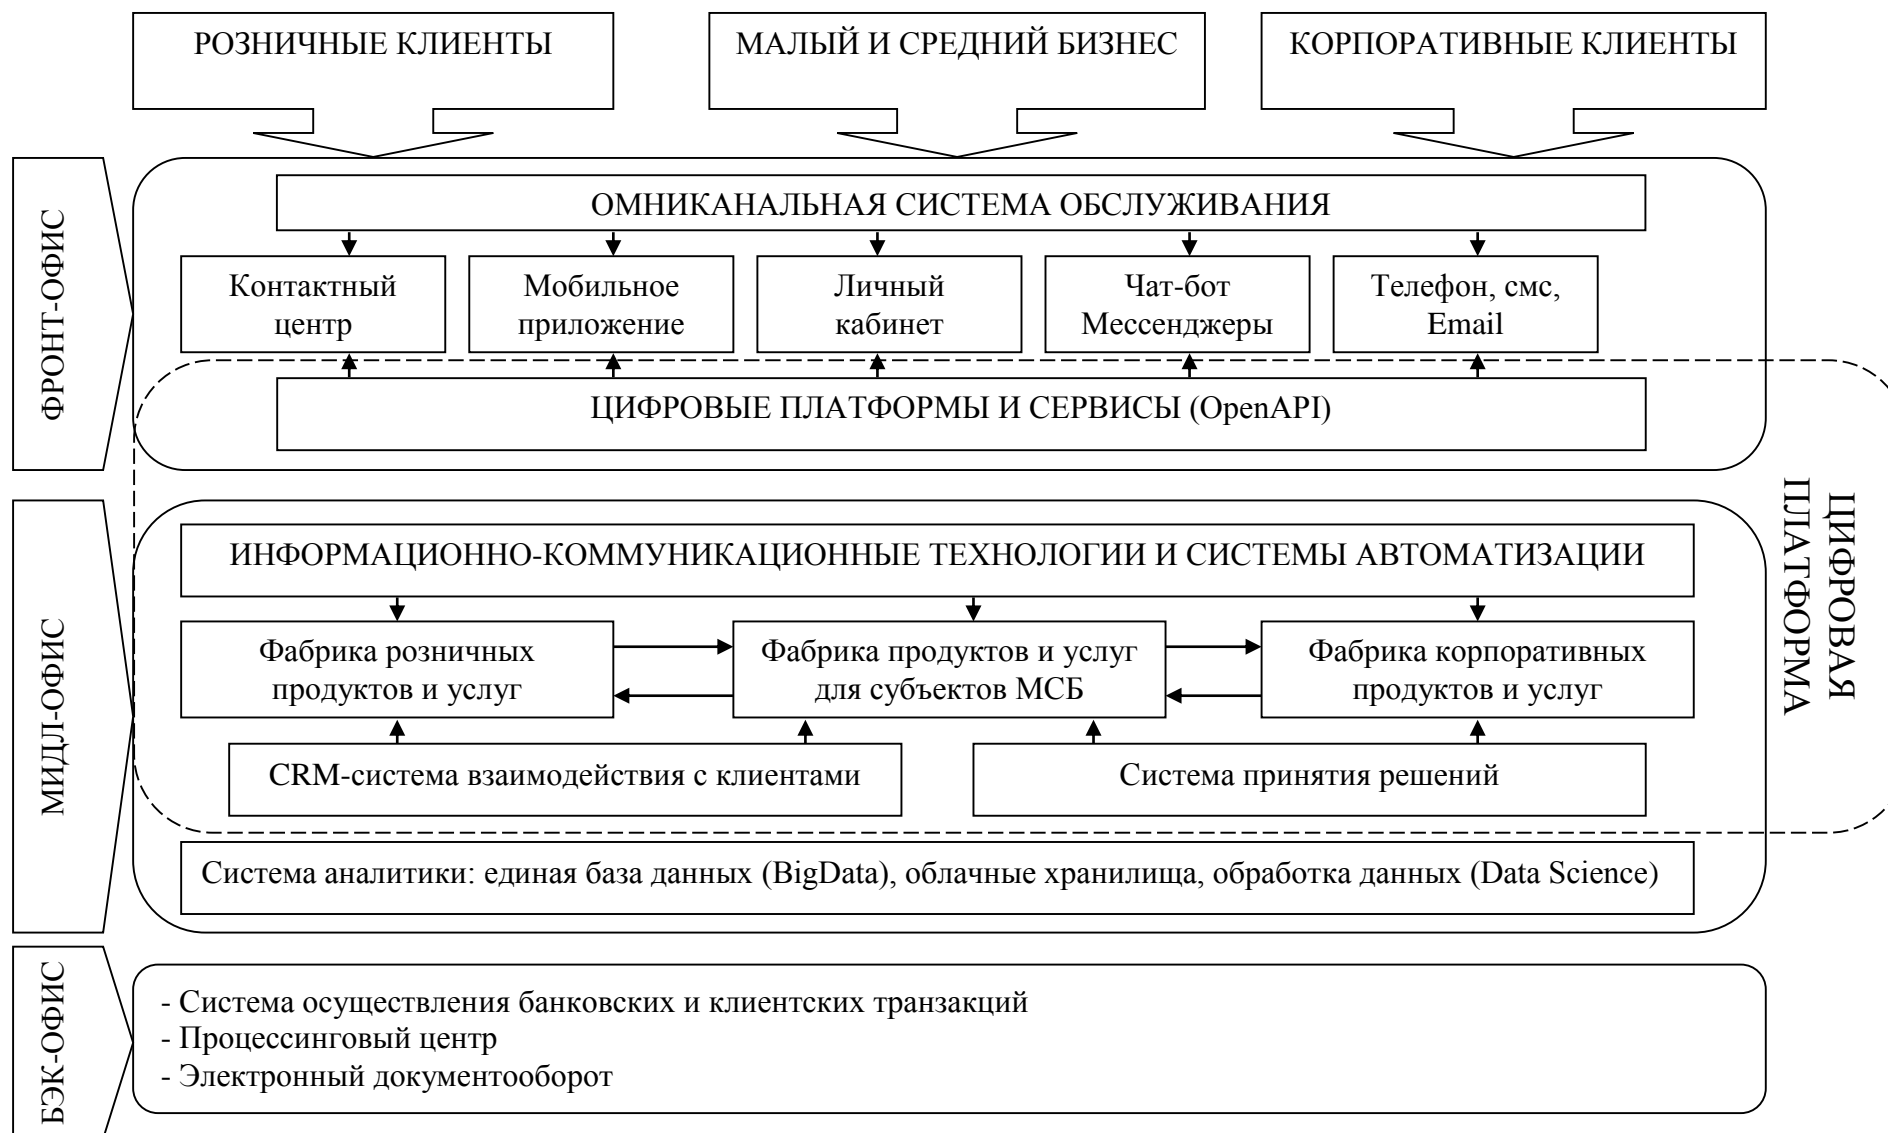 РОЗНИЧНЫЕ КЛИЕНТЫ
МАЛЫЙ И СРЕДНИЙ БИЗНЕС
КОРПОРАТИВНЫЕ КЛИЕНТЫ
ФРОНТ-ОФИС
ОМНИКАНАЛЬНАЯ СИСТЕМА ОБСЛУЖИВАНИЯ
Контактный
центр
Мобильное
приложение
Личный
кабинет
Чат-бот
Мессенджеры
Телефон, смс,
Email
ЦИФРОВЫЕ ПЛАТФОРМЫ И СЕРВИСЫ (OpenAPI)
ЦИФРОВАЯ
ПЛАТФОРМА
МИДЛ-ОФИС
ИНФОРМАЦИОННО-КОММУНИКАЦИОННЫЕ ТЕХНОЛОГИИ И СИСТЕМЫ АВТОМАТИЗАЦИИ
Фабрика розничных
продуктов и услуг
Фабрика продуктов и услуг
для субъектов МСБ
Фабрика корпоративных
продуктов и услуг
CRM-система взаимодействия с клиентами
Система принятия решений
Система аналитики: единая база данных (BigData), облачные хранилища, обработка данных (Data Science)
БЭК-ОФИС
- Система осуществления банковских и клиентских транзакций
- Процессинговый центр
- Электронный документооборот